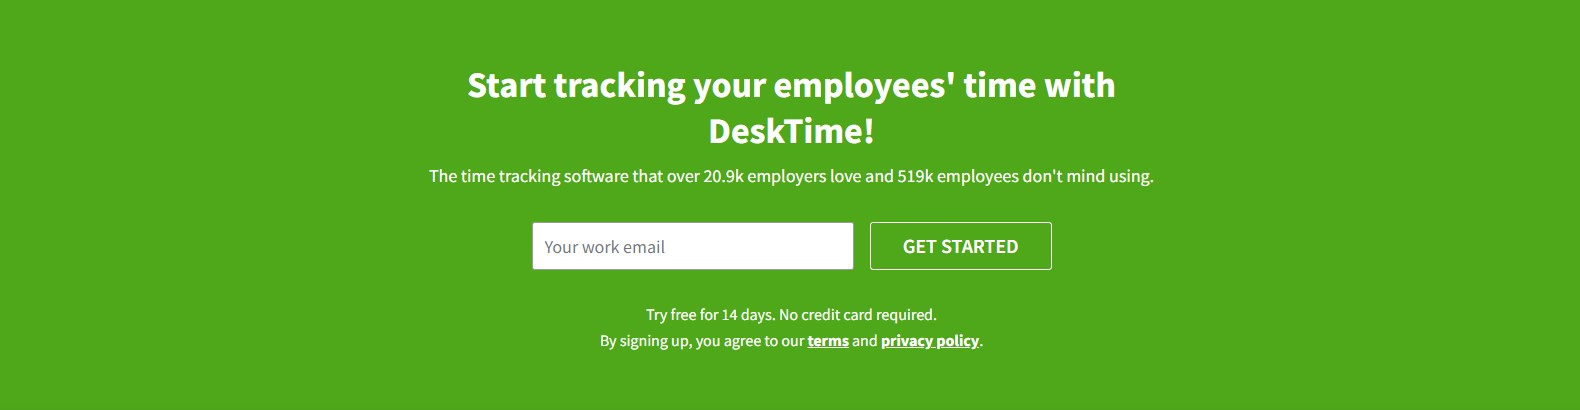 Start tracking your employees' time with
DeskTime!
The time tracking software that over 20.9k employers love and 519k employees don't mind using.
Your work email
GET STARTED
Try free for 14 days. No credit card required.
By signing up, you agree to our terms and privacy policy.